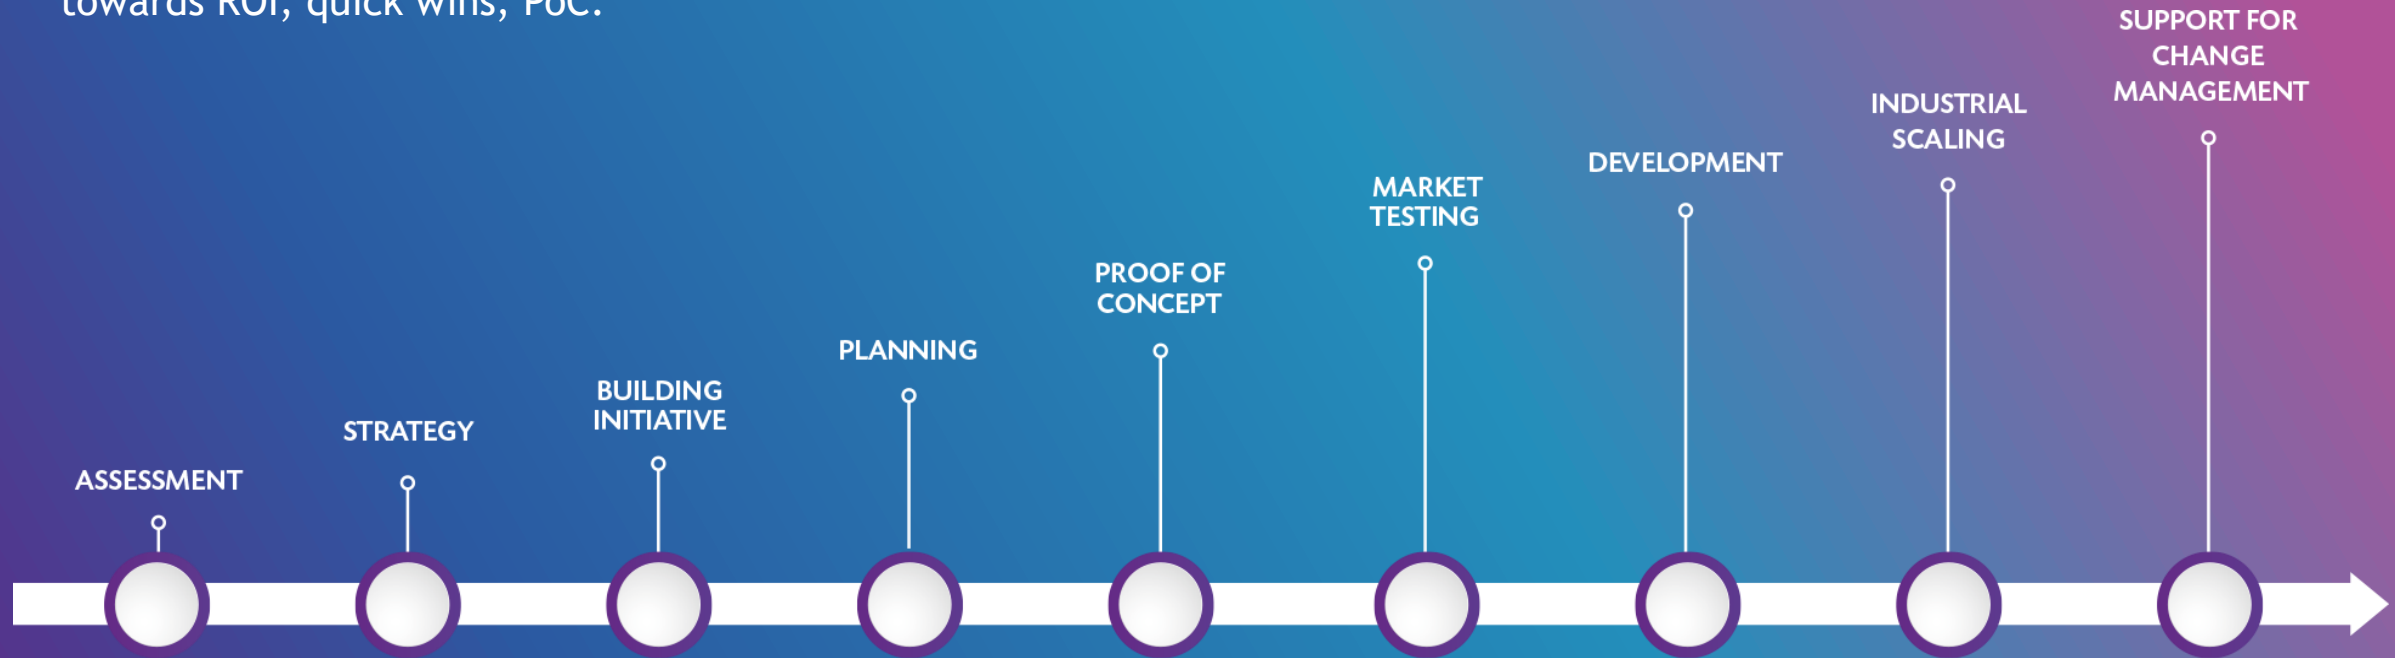 towards ROI, quick wins, PoC.
ASSESSMENT
STRATEGY
BUILDING
INITIATIVE
PLANNING
PROOF OF
CONCEPT
MARKET
TESTING
DEVELOPMENT
INDUSTRIAL
SCALING
SUPPORT FOR
CHANGE
MANAGEMENT